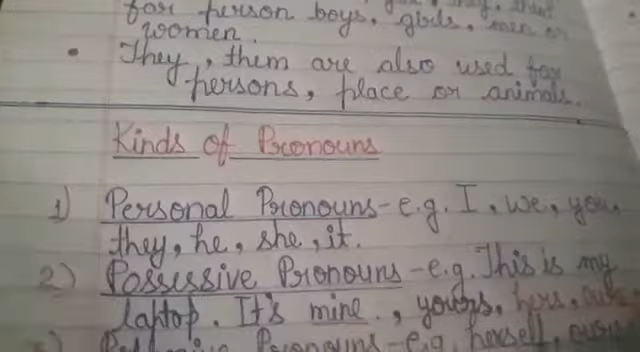 for person boys, girls, men or
women.
• They, them are also used for
persons, place or animals.
Kinds of Pronouns
1) Personal Pronouns - e.g. I, we, you,
they, he, she, it.
2) Possessive Pronouns - e.g. This is my
laptop. It's mine., yours, hers, ours
Pronouns - e.g. herself,